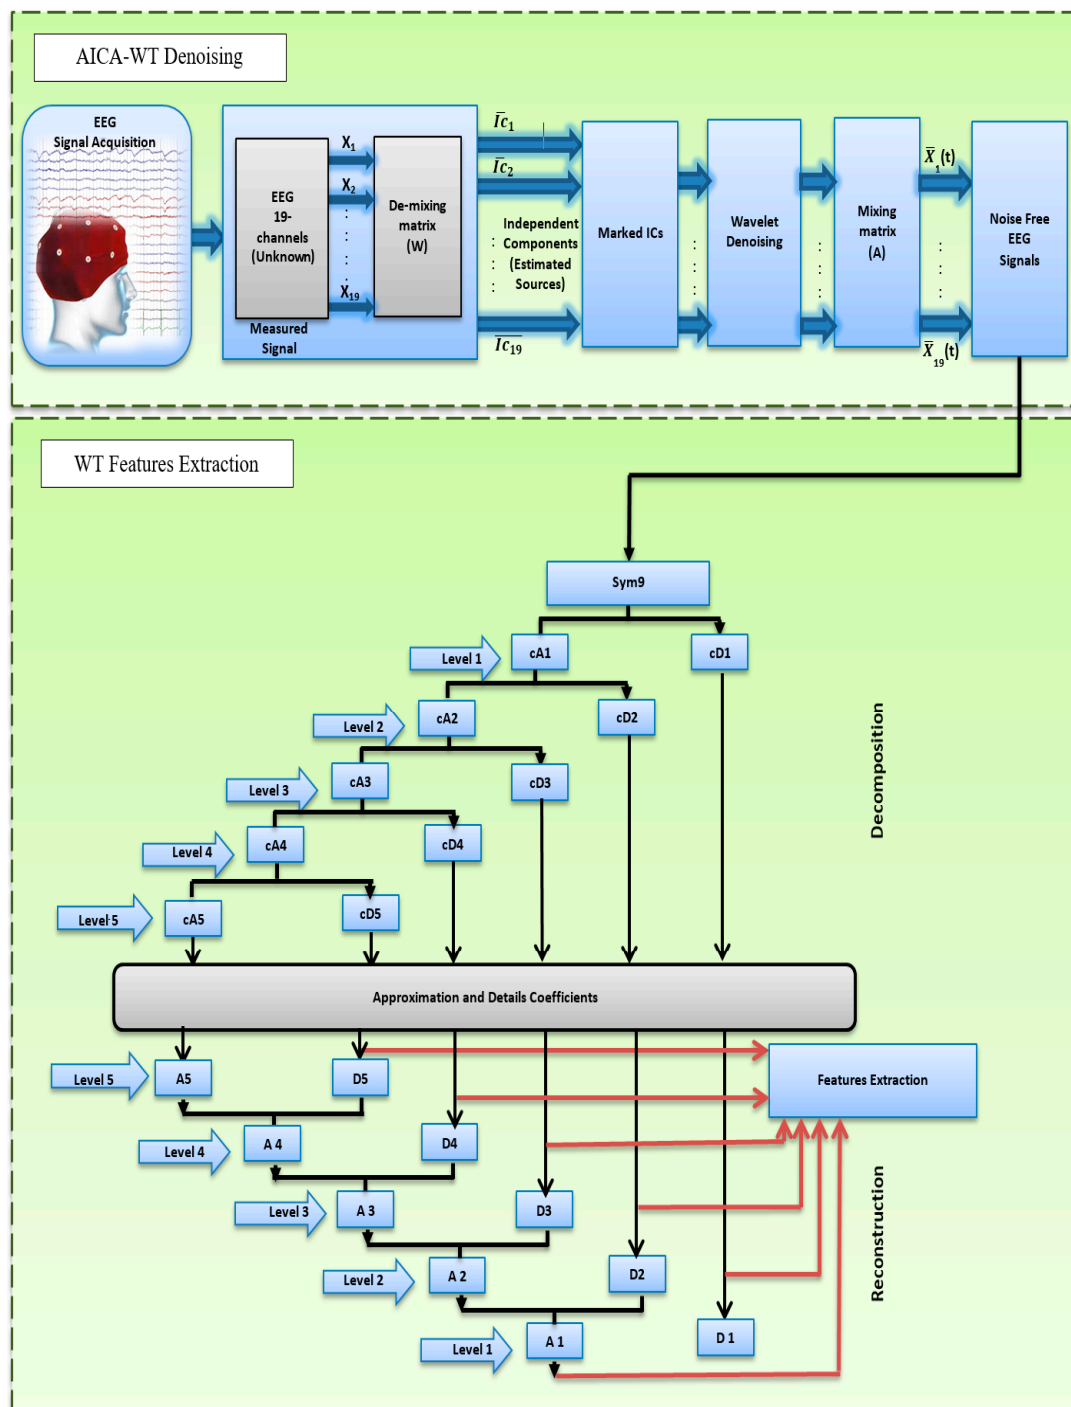 AICA-WT Denoising
EEG
Signal Acquisition
EEG
19-
channels
(Unknown)
Measured
Signal
X₁
X₂
X₁₉
De-mixing
matrix
(W)
I̅c₁
I̅c₂
Independent
Components
(Estimated
Sources)
I̅c̅₁₉
Marked ICs
Wavelet
Denoising
Mixing
matrix
(A)
X̅₁(t)
X̅₁₉(t)
Noise Free
EEG
Signals
WT Features Extraction
Sym9
Level 1
cA1
cD1
Level 2
cA2
cD2
Level 3
cA3
cD3
Level 4
cA4
cD4
Level 5
cA5
cD5
Decomposition
Approximation and Details Coefficients
Level 5
A5
D5
Features Extraction
Level 4
A 4
D4
Level 3
A 3
D3
Level 2
A 2
D2
Level 1
A 1
D 1
Reconstruction